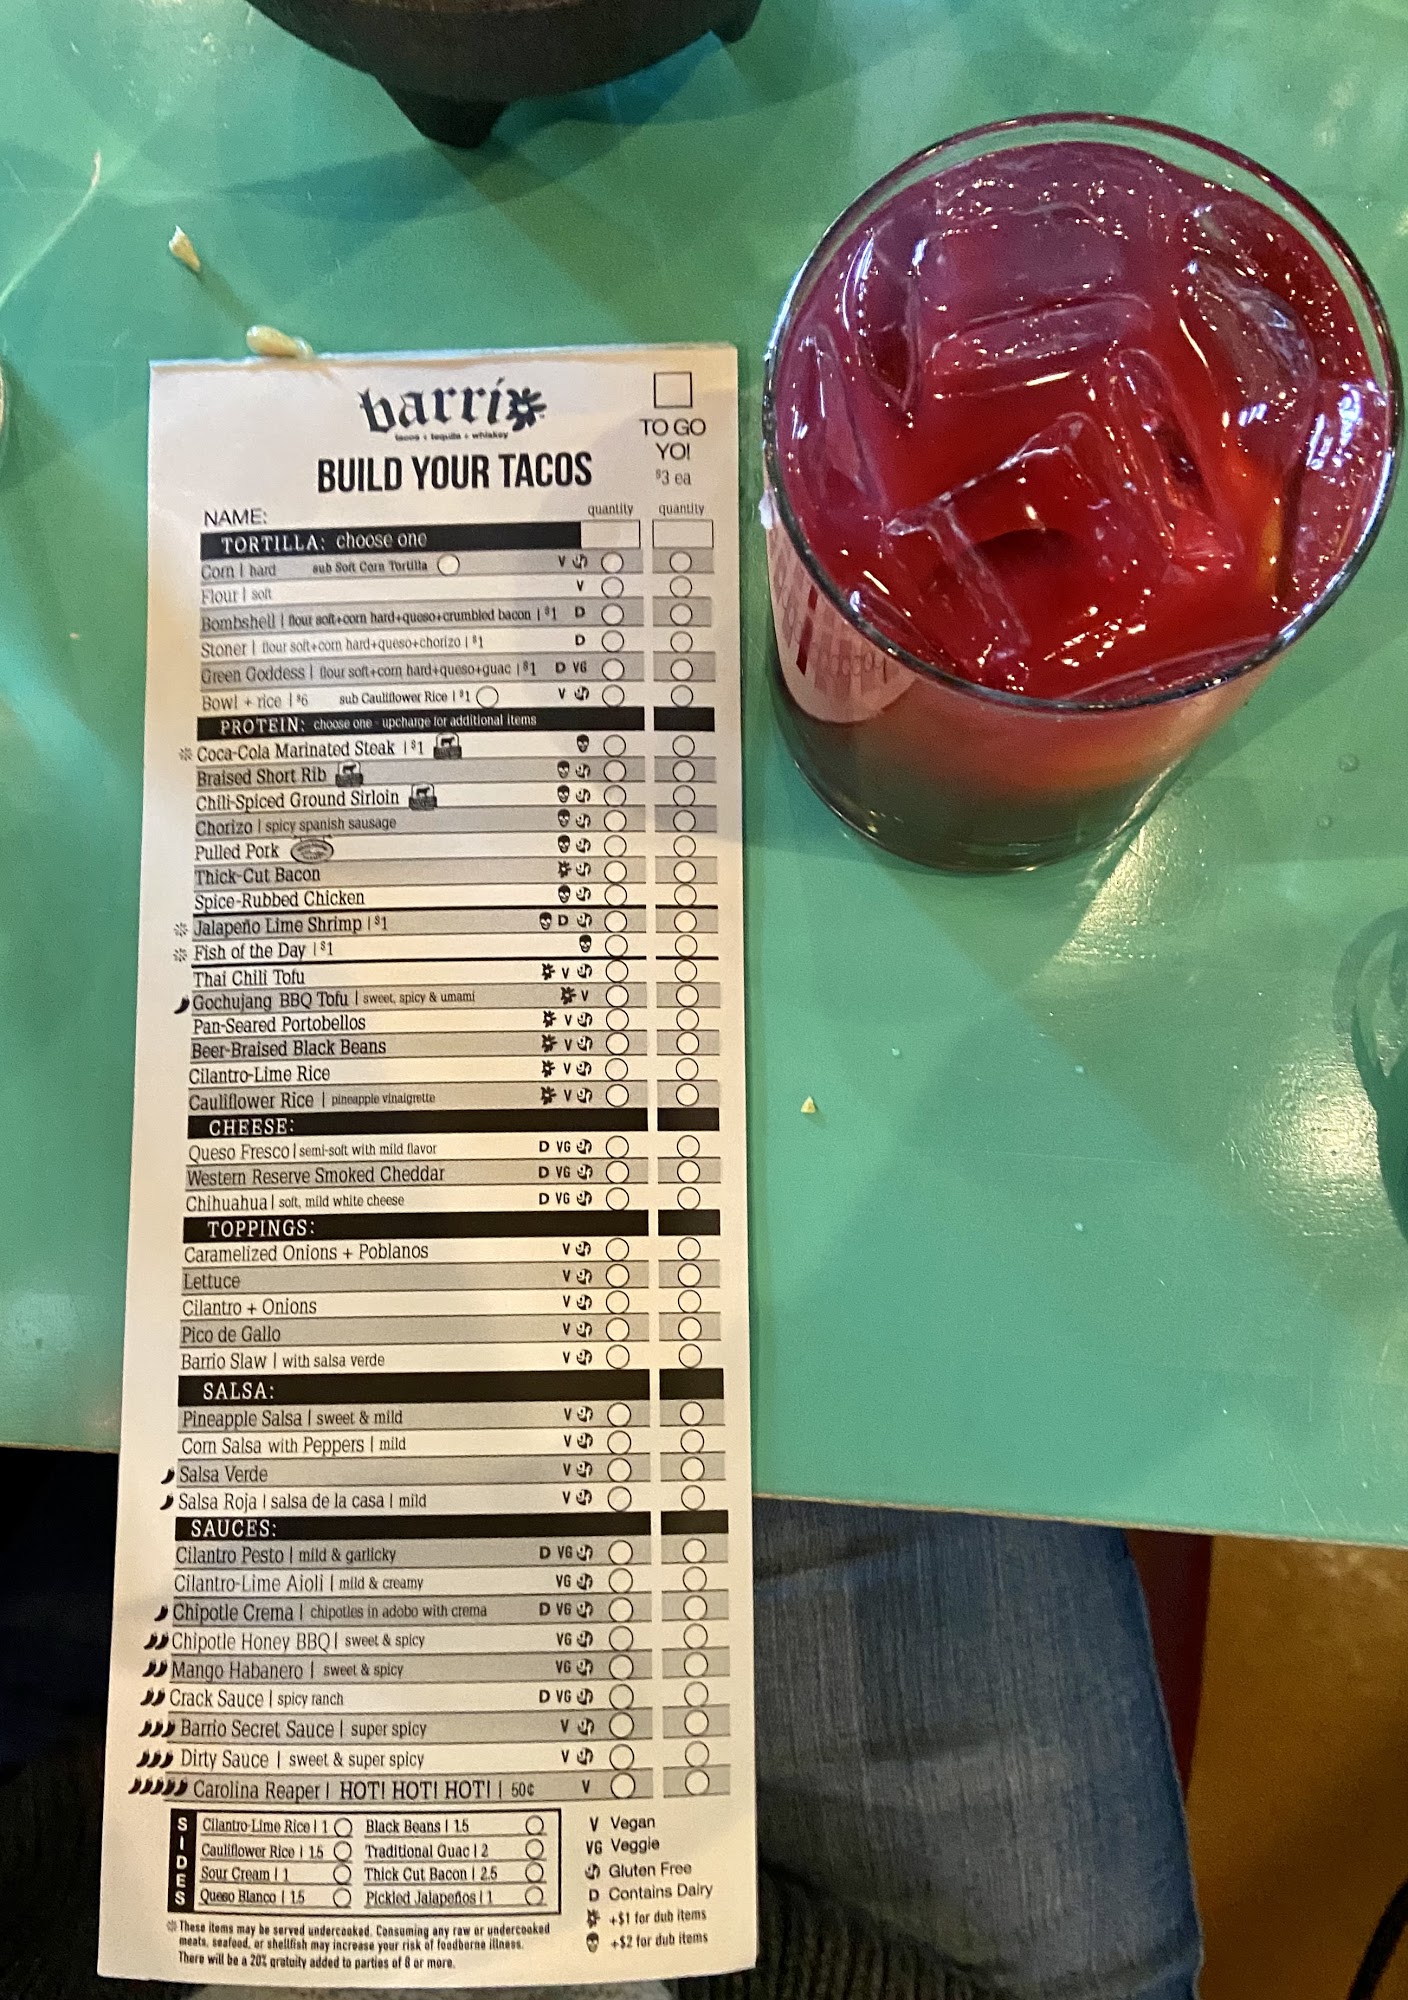 barrio
tacos + tequila + whiskey
BUILD YOUR TACOS
TO GO
YO!
$3 ea
NAME:
quantity quantity
TORTILLA: choose one
Corn | hard sub Soft Corn Tortilla V
Flour | soft V
Bombshell | flour soft+corn hard+queso+crumbled bacon | $1 D
Stoner | flour soft+corn hard+queso+chorizo | $1 D
Green Goddess | flour soft+corn hard+queso+guac | $1 D VG
Bowl + rice | $6 sub Cauliflower Rice | $1 V
PROTEIN: choose one - upcharge for additional items
Coca-Cola Marinated Steak | $1
Braised Short Rib
Chili-Spiced Ground Sirloin
Chorizo | spicy spanish sausage
Pulled Pork
Thick-Cut Bacon
Spice-Rubbed Chicken
Jalapeño Lime Shrimp | $1 D
Fish of the Day | $1
Thai Chili Tofu V
Gochujang BBQ Tofu | sweet, spicy & umami V
Pan-Seared Portobellos V
Beer-Braised Black Beans V
Cilantro-Lime Rice V
Cauliflower Rice | pineapple vinaigrette V
CHEESE:
Queso Fresco | semi-soft with mild flavor D VG
Western Reserve Smoked Cheddar D VG
Chihuahua | soft, mild white cheese D VG
TOPPINGS:
Caramelized Onions + Poblanos V
Lettuce V
Cilantro + Onions V
Pico de Gallo V
Barrio Slaw | with salsa verde V
SALSA:
Pineapple Salsa | sweet & mild V
Corn Salsa with Peppers | mild V
Salsa Verde V
Salsa Roja | salsa de la casa | mild V
SAUCES:
Cilantro Pesto | mild & garlicky D VG
Cilantro-Lime Aioli | mild & creamy VG
Chipotle Crema | chipotles in adobo with crema D VG
Chipotle Honey BBQ | sweet & spicy VG
Mango Habanero | sweet & spicy VG
Crack Sauce | spicy ranch D VG
Barrio Secret Sauce | super spicy V
Dirty Sauce | sweet & super spicy V
Carolina Reaper | HOT! HOT! HOT! | 50¢ V
SIDES
Cilantro-Lime Rice | 1 Black Beans | 1.5
Cauliflower Rice | 1.5 Traditional Guac | 2
Sour Cream | 1 Thick Cut Bacon | 2.5
Queso Blanco | 1.5 Pickled Jalapeños | 1
V Vegan
VG Veggie
Gluten Free
D Contains Dairy
+$1 for dub items
+$2 for dub items
These items may be served undercooked. Consuming any raw or undercooked
meats, seafood, or shellfish may increase your risk of foodborne illness.
There will be a 20% gratuity added to parties of 8 or more.